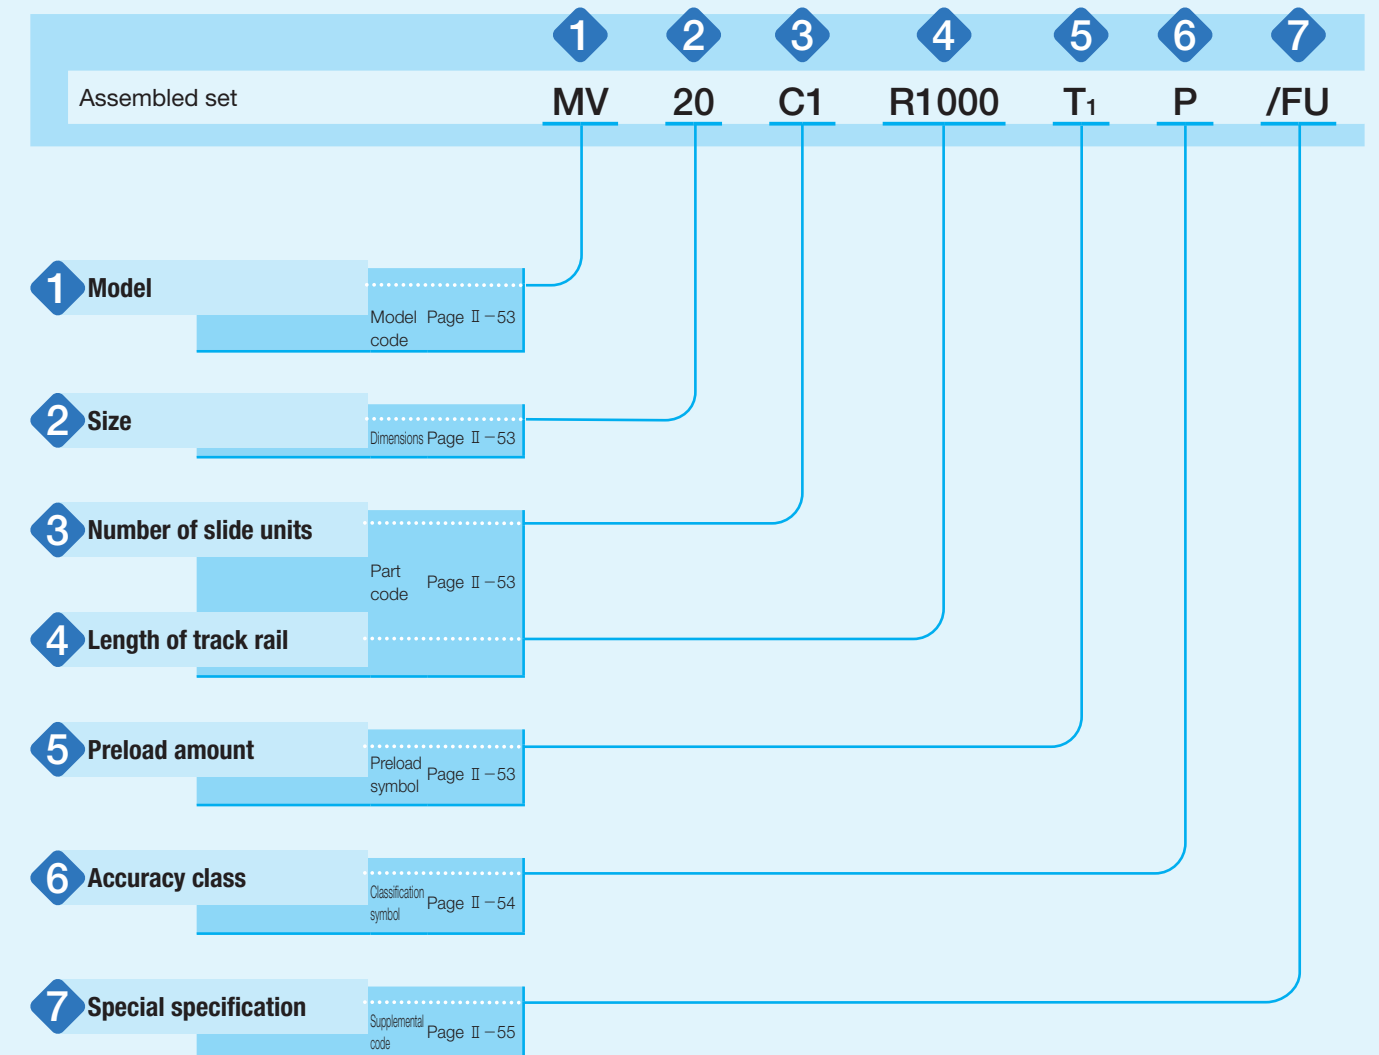 1 2 3 4 5 6 7
Assembled set MV 20 C1 R1000 T1 P /FU
1 Model
Model code Page Ⅱ－53
2 Size
Dimensions Page Ⅱ－53
3 Number of slide units
Part code Page Ⅱ－53
4 Length of track rail
5 Preload amount
Preload symbol Page Ⅱ－53
6 Accuracy class
Classification symbol Page Ⅱ－54
7 Special specification
Supplemental code Page Ⅱ－55